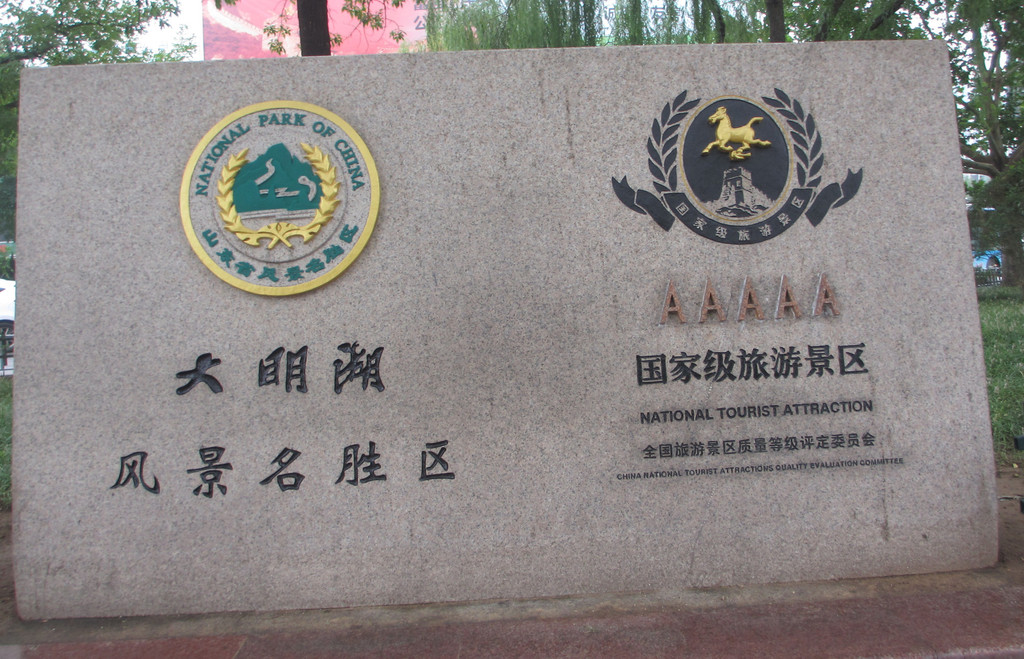 NATIONAL PARK OF CHINA
山东省风景名胜区
大明湖
风景名胜区
国家级旅游景区
AAAAA
国家级旅游景区
NATIONAL TOURIST ATTRACTION
全国旅游景区质量等级评定委员会
CHINA NATIONAL TOURIST ATTRACTIONS QUALITY EVALUATION COMMITTEE